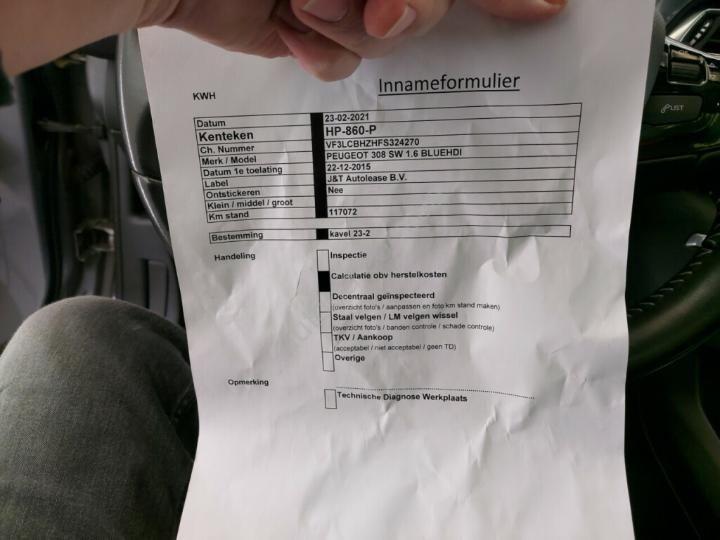 Innameformulier
KWH
Datum 23-02-2021
Kenteken HP-860-P
Ch. Nummer VF3LCBHZHFS324270
Merk / Model PEUGEOT 308 SW 1.6 BLUEHDI
Datum 1e toelating 22-12-2015
Label J&T Autolease B.V.
Ontstickeren Nee
Klein / middel / groot
Km stand 117072
Bestemming kavel 23-2
Handeling Inspectie
Calculatie obv herstelkosten
Decentraal geïnspecteerd
(overzicht foto's / aanpassen en foto km stand maken)
Staal velgen / LM velgen wissel
(overzicht foto's / banden controle / schade controle)
TKV / Aankoop
(acceptabel / niet acceptabel / geen TD)
Overige
Opmerking
Technische Diagnose Werkplaats
LIST